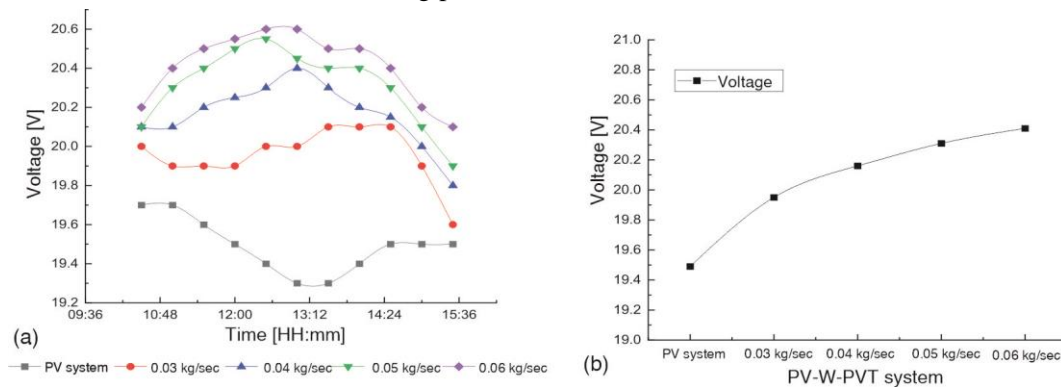 20.6
20.4
20.2
20.0
19.8
19.6
19.4
19.2
Voltage [V]
09:36 10:48 12:00 13:12 14:24 15:36
Time [HH:mm]
(a)
PV system 0.03 kg/sec 0.04 kg/sec 0.05 kg/sec 0.06 kg/sec
21.0
20.8
20.6
20.4
20.2
20.0
19.8
19.6
19.4
19.2
19.0
Voltage [V]
Voltage
PV system 0.03 kg/sec 0.04 kg/sec 0.05 kg/sec 0.06 kg/sec
PV-W-PVT system
(b)